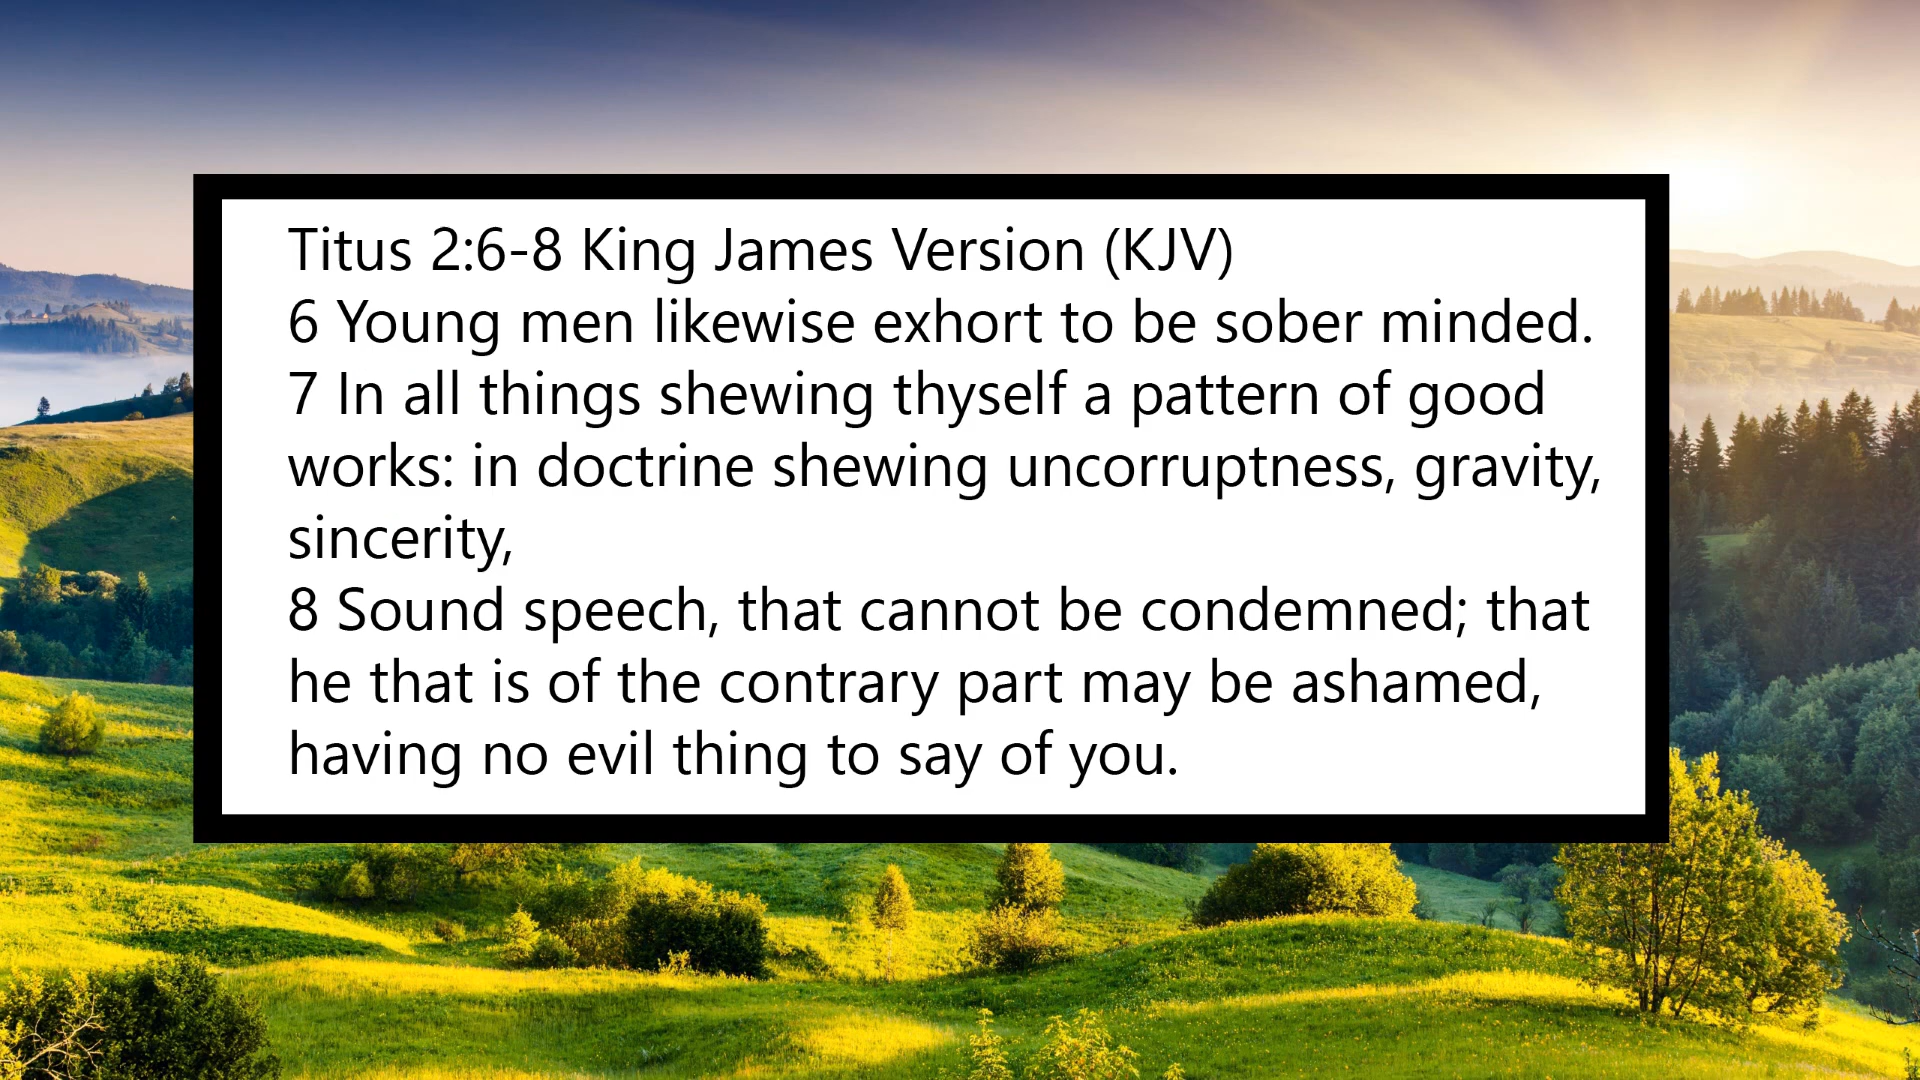 Titus 2:6-8 King James Version (KJV)
6 Young men likewise exhort to be sober minded.
7 In all things shewing thyself a pattern of good
works: in doctrine shewing uncorruptness, gravity,
sincerity,
8 Sound speech, that cannot be condemned; that
he that is of the contrary part may be ashamed,
having no evil thing to say of you.